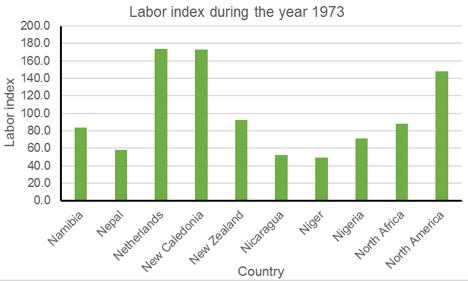 Labor index during the year 1973
Labor index
200.0
180.0
160.0
140.0
120.0
100.0
80.0
60.0
40.0
20.0
0.0
Namibia
Nepal
Netherlands
New Caledonia
New Zealand
Nicaragua
Niger
Nigeria
North Africa
North America
Country